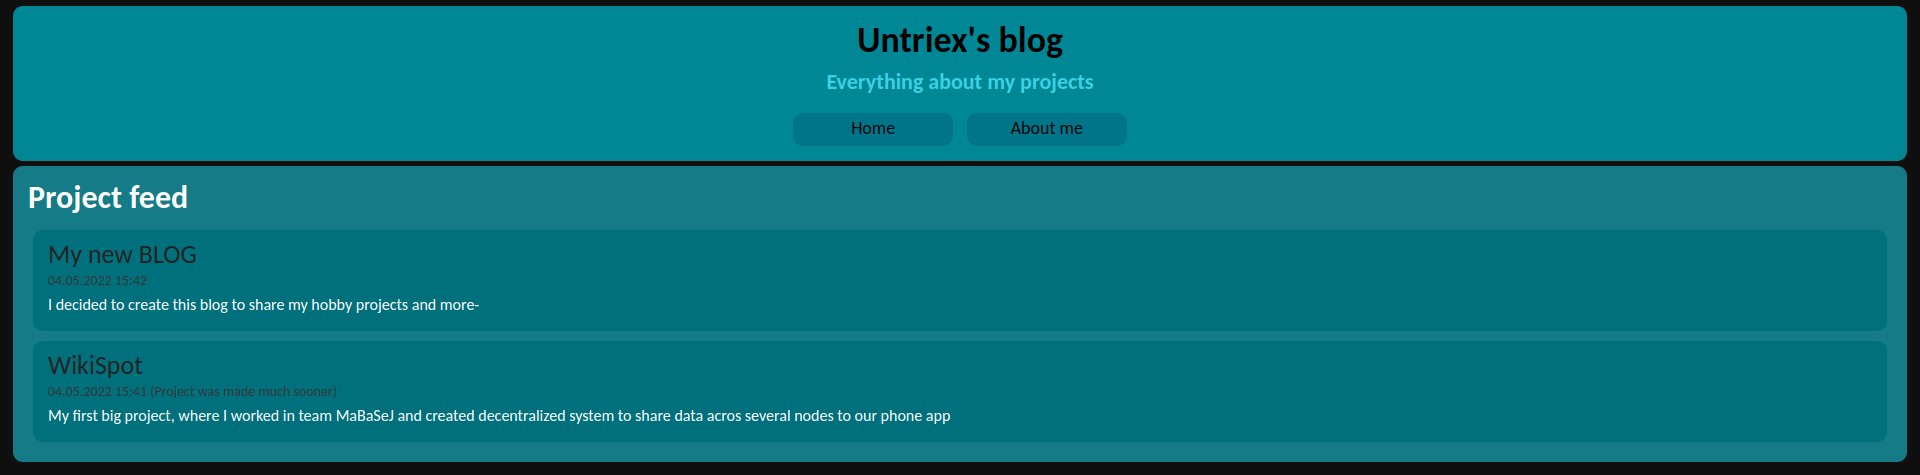 Untriex's blog
Everything about my projects
Home
About me
Project feed
My new BLOG
04.05.2022 15:42
I decided to create this blog to share my hobby projects and more-
WikiSpot
04.05.2022 15:41 (Project was made much sooner)
My first big project, where I worked in team MaBaSeJ and created decentralized system to share data acros several nodes to our phone app